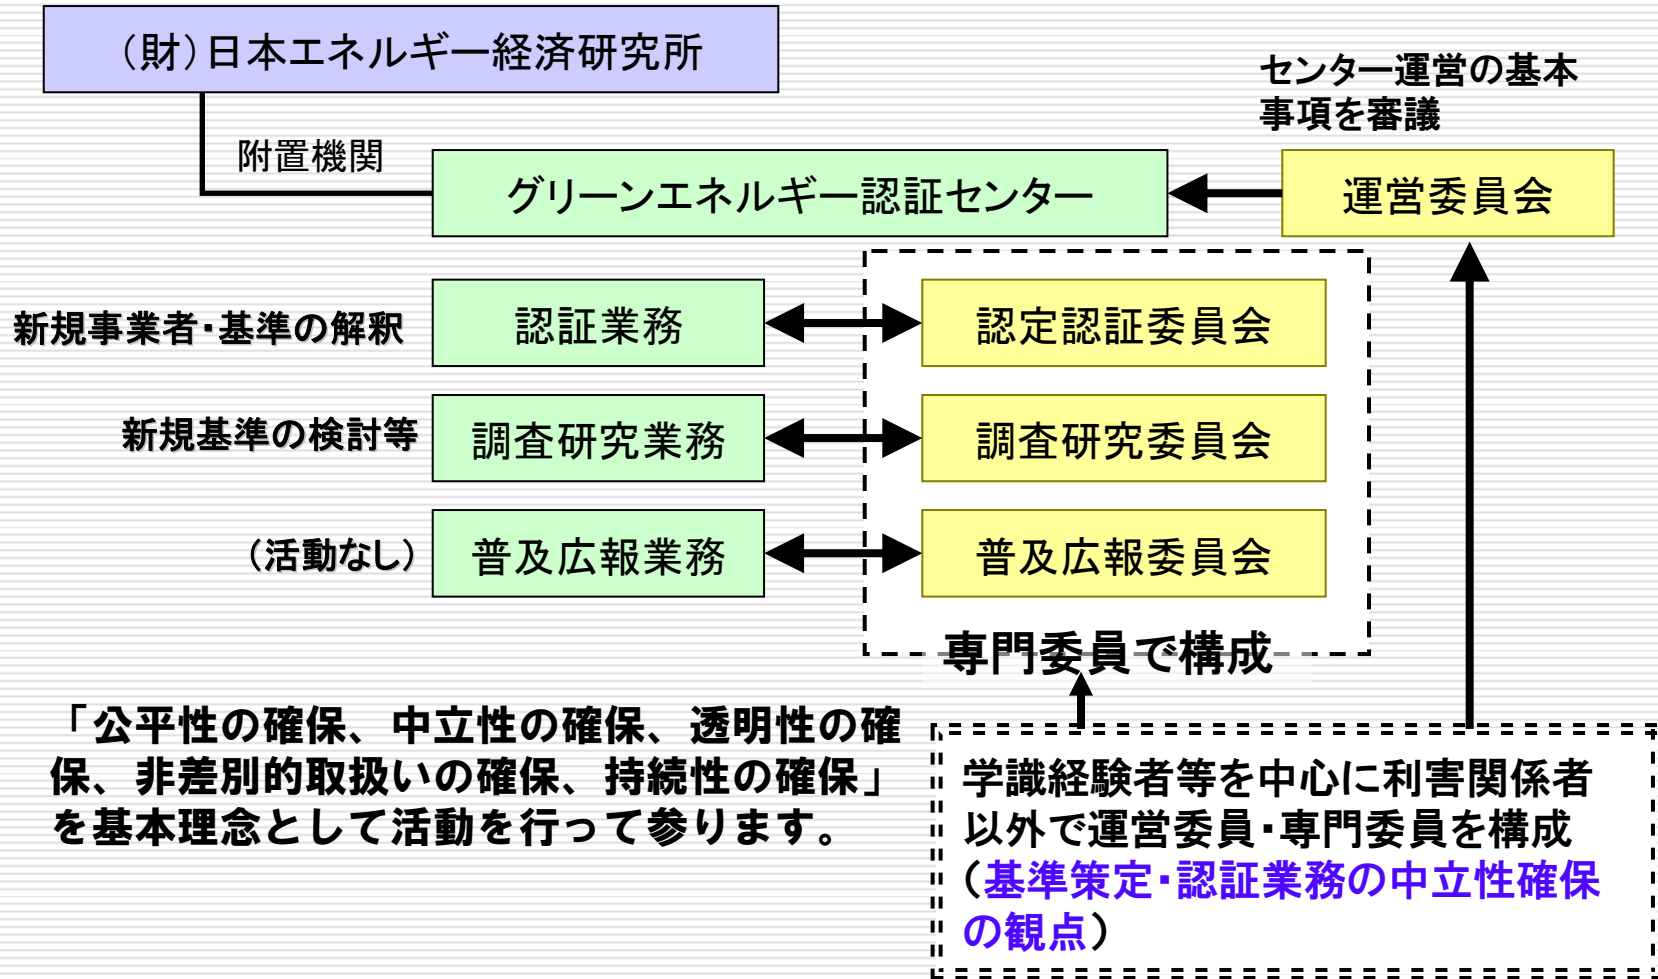 （財）日本エネルギー経済研究所
センター運営の基本
事項を審議
附置機関
グリーンエネルギー認証センター
運営委員会
新規事業者・基準の解釈
認証業務
認定認証委員会
新規基準の検討等
調査研究業務
調査研究委員会
（活動なし）
普及広報業務
普及広報委員会
専門委員で構成
「公平性の確保、中立性の確保、透明性の確
保、非差別的取扱いの確保、持続性の確保」
を基本理念として活動を行って参ります。
学識経験者等を中心に利害関係者
以外で運営委員・専門委員を構成
（基準策定・認証業務の中立性確保
の観点）